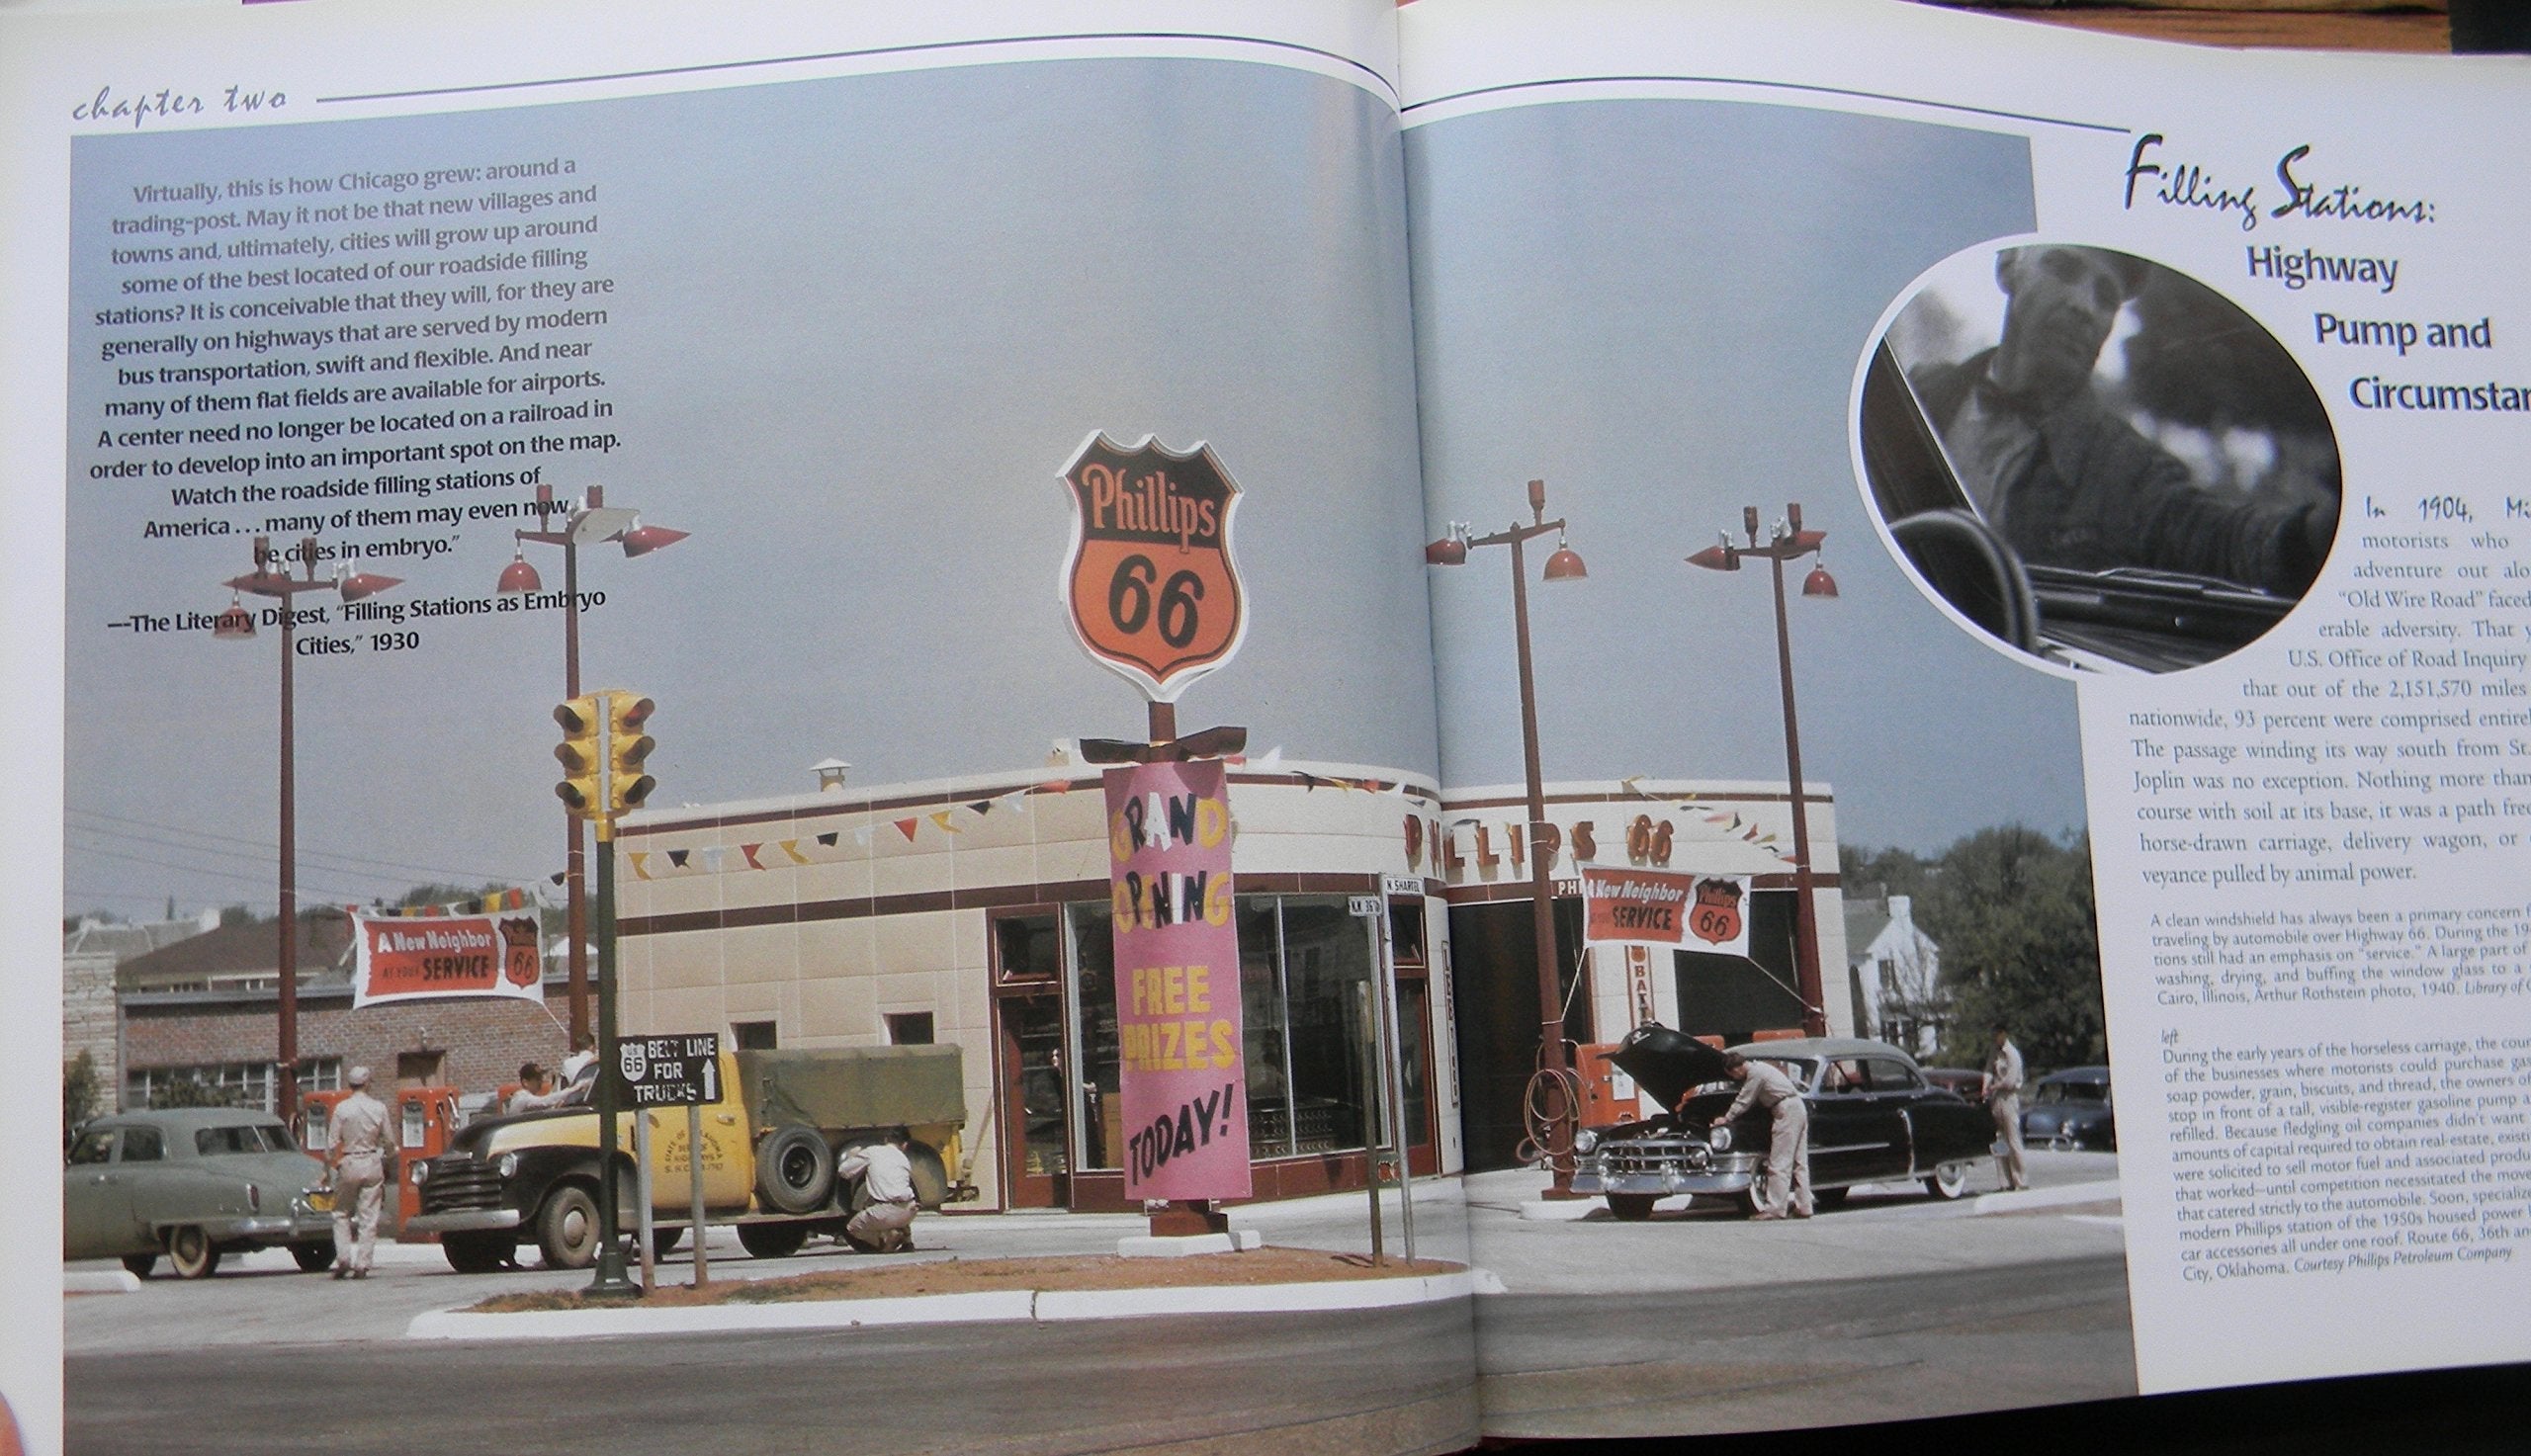 chapter two
Virtually, this is how Chicago grew: around a
trading-post. May it not be that new villages and
towns and, ultimately, cities will grow up around
some of the best located of our roadside filling
stations? It is conceivable that they will, for they are
generally on highways that are served by modern
bus transportation, swift and flexible. And near
many of them flat fields are available for airports.
A center need no longer be located on a railroad in
order to develop into an important spot on the map.
Watch the roadside filling stations of
America . . . many of them may even now
be cities in embryo.”
—The Literary Digest, “Filling Stations as Embryo
Cities,” 1930
Phillips
66
GRAND
OPENING
FREE
PRIZES
TODAY!
PHILLIPS 66
A New Neighbor
AT YOUR SERVICE
Phillips
66
66
BELT LINE
FOR
TRUCKS
STATE OF
N. SHARTEL
N.W. 36
A New Neighbor
SERVICE
Phillips
66
Filling Stations:
Highway
Pump and
In 1904,
motorists who
adventure out
“Old Wire Road” faced
erable adversity. That
U.S. Office of Road Inquiry
that out of the 2,151,570 miles
nationwide, 93 percent were comprised
The passage winding its way south from St.
Joplin was no exception. Nothing more than
course with soil at its base, it was a path
horse-drawn carriage, delivery wagon, or
veyance pulled by animal power.
A clean windshield has always been a primary concern
traveling by automobile over Highway 66. During the
tions still had an emphasis on “service.” A large part of
washing, drying, and buffing the window glass to a
Cairo, Illinois, Arthur Rothstein photo, 1940. Library of
left
During the early years of the horseless carriage, the
of the businesses where motorists could purchase
soap powder, grain, biscuits, and thread, the owners
stop in front of a tall, visible-register gasoline pump
refilled. Because fledgling oil companies didn't want
amounts of capital required to obtain real estate,
were solicited to sell motor fuel and associated
that worked—until competition necessitated the
that catered strictly to the automobile. Soon,
modern Phillips station of the 1950s housed power
car accessories all under one roof. Route 66, 36th
City, Oklahoma. Courtesy Phillips Petroleum Company